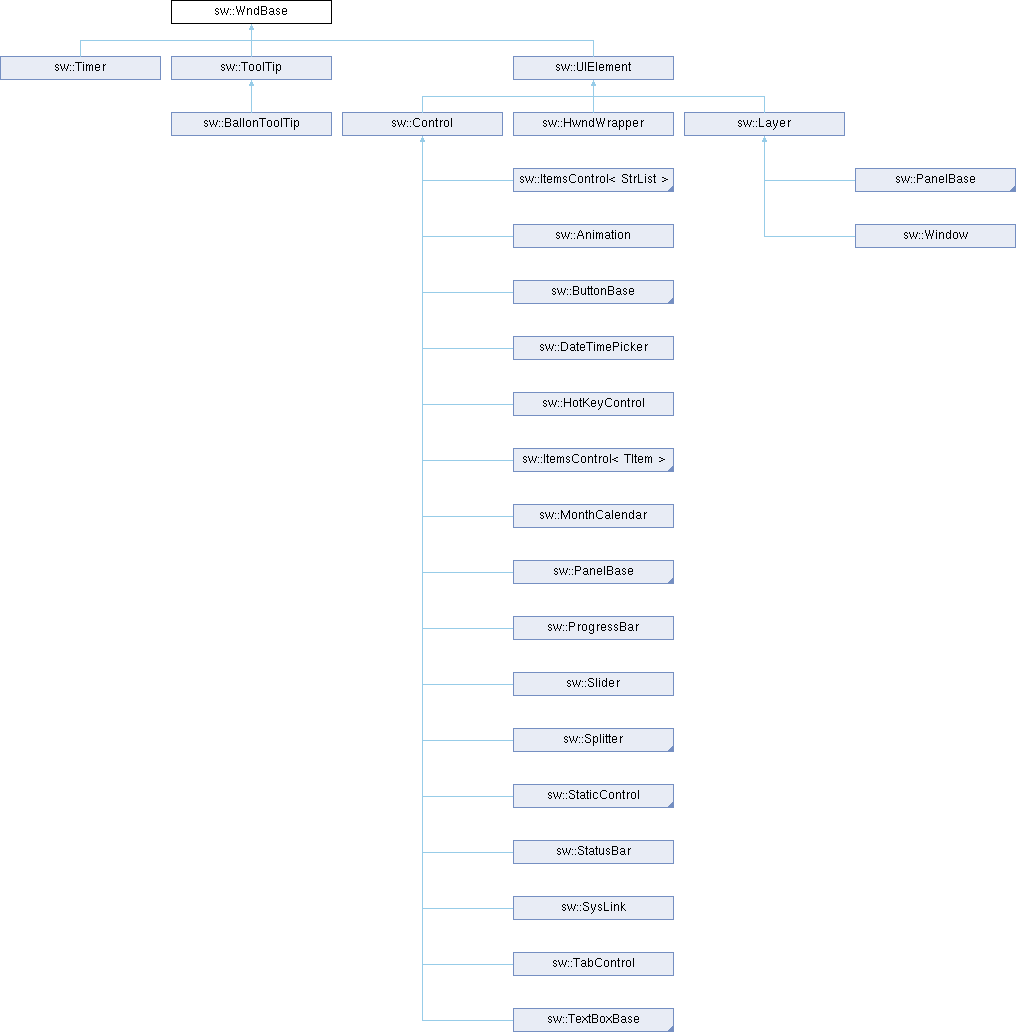 sw::WndBase
sw::Timer
sw::ToolTip
sw::UIElement
sw::BallonToolTip
sw::Control
sw::HwndWrapper
sw::Layer
sw::ItemsControl< StrList >
sw::PanelBase
sw::Animation
sw::Window
sw::ButtonBase
sw::DateTimePicker
sw::HotKeyControl
sw::ItemsControl< TItem >
sw::MonthCalendar
sw::PanelBase
sw::ProgressBar
sw::Slider
sw::Splitter
sw::StaticControl
sw::StatusBar
sw::SysLink
sw::TabControl
sw::TextBoxBase